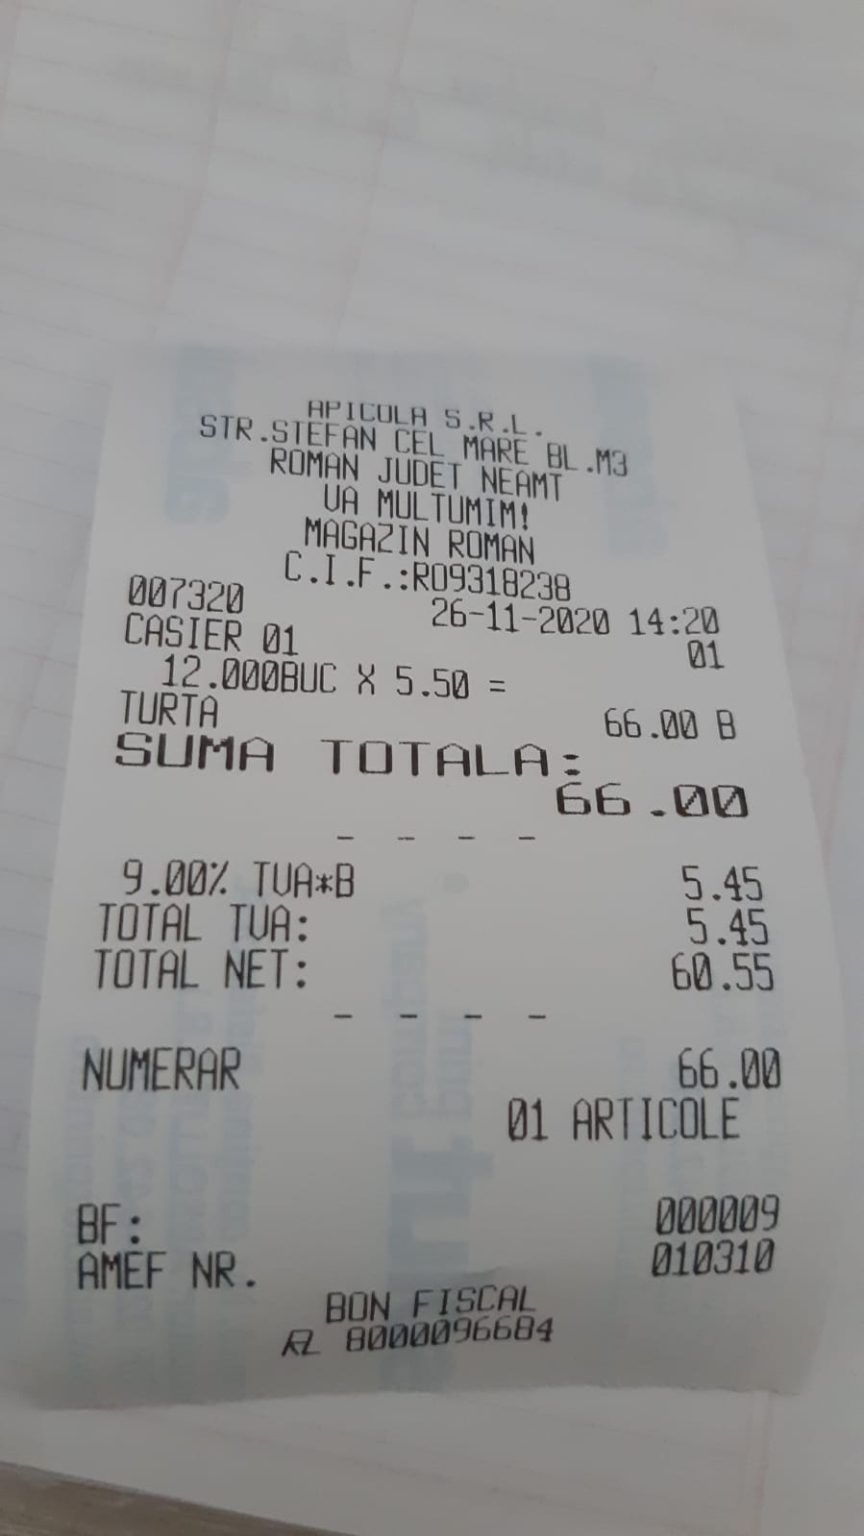 APICOLA S.R.L.
STR.STEFAN CEL MARE BL.M3
ROMAN JUDET NEAMT
VA MULTUMIM!
MAGAZIN ROMAN
C.I.F.:RO9318238
007320 26-11-2020 14:20
CASIER 01 01
12.000BUC X 5.50 =
TURTA 66.00 B
SUMA TOTALA:
66.00
- - - -
9.00% TVA*B 5.45
TOTAL TVA: 5.45
TOTAL NET: 60.55
- - - -
NUMERAR 66.00
01 ARTICOLE
BF: 000009
AMEF NR. 010310
BON FISCAL
8000096684